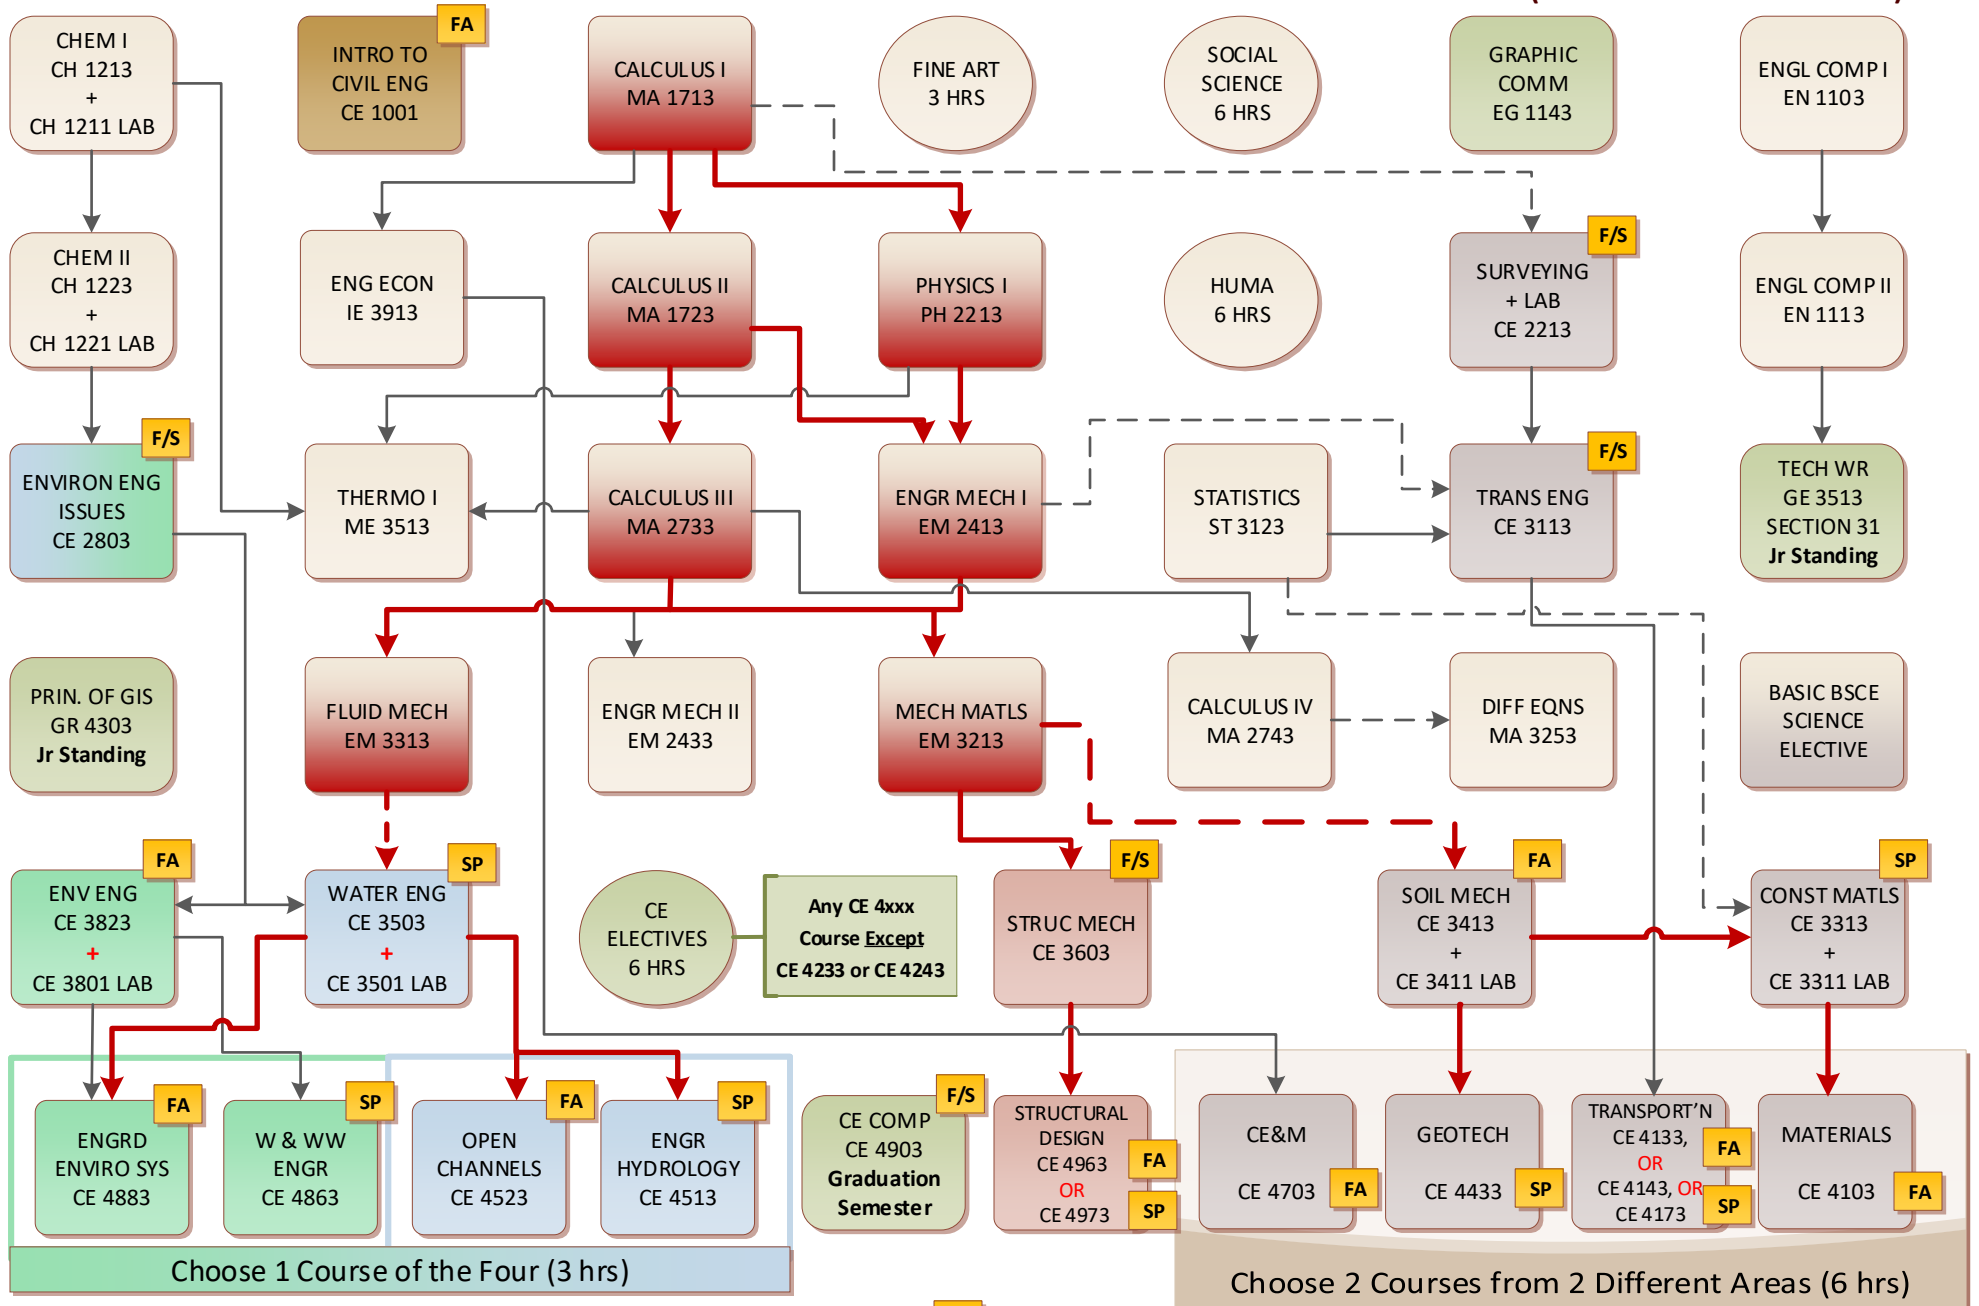 CHEM I
CH 1213
+
CH 1211 LAB
FA
INTRO TO
CIVIL ENG
CE 1001
CALCULUS I
MA 1713
FINE ART
3 HRS
SOCIAL
SCIENCE
6 HRS
GRAPHIC
COMM
EG 1143
ENGL COMP I
EN 1103
CHEM II
CH 1223
+
CH 1221 LAB
ENG ECON
IE 3913
CALCULUS II
MA 1723
PHYSICS I
PH 2213
HUMA
6 HRS
F/S
SURVEYING
+ LAB
CE 2213
ENGL COMP II
EN 1113
F/S
ENVIRON ENG
ISSUES
CE 2803
THERMO I
ME 3513
CALCULUS III
MA 2733
ENGR MECH I
EM 2413
STATISTICS
ST 3123
F/S
TRANS ENG
CE 3113
TECH WR
GE 3513
SECTION 31
Jr Standing
PRIN. OF GIS
GR 4303
Jr Standing
FLUID MECH
EM 3313
ENGR MECH II
EM 2433
MECH MATLS
EM 3213
CALCULUS IV
MA 2743
DIFF EQNS
MA 3253
BASIC BSCE
SCIENCE
ELECTIVE
FA
ENV ENG
CE 3823
+
CE 3801 LAB
SP
WATER ENG
CE 3503
+
CE 3501 LAB
CE
ELECTIVES
6 HRS
Any CE 4xxx
Course Except
CE 4233 or CE 4243
F/S
STRUC MECH
CE 3603
FA
SOIL MECH
CE 3413
+
CE 3411 LAB
SP
CONST MATLS
CE 3313
+
CE 3311 LAB
FA
ENGRD
ENVIRO SYS
CE 4883
SP
W & WW
ENGR
CE 4863
FA
OPEN
CHANNELS
CE 4523
SP
ENGR
HYDROLOGY
CE 4513
F/S
CE COMP
CE 4903
Graduation
Semester
STRUCTURAL
DESIGN
CE 4963
FA
OR
CE 4973
SP
CE&M
CE 4703
FA
GEOTECH
CE 4433
SP
TRANSPORT’N
CE 4133,
FA
OR
CE 4143, OR
CE 4173
SP
MATERIALS
CE 4103
FA
Choose 1 Course of the Four (3 hrs)
Choose 2 Courses from 2 Different Areas (6 hrs)